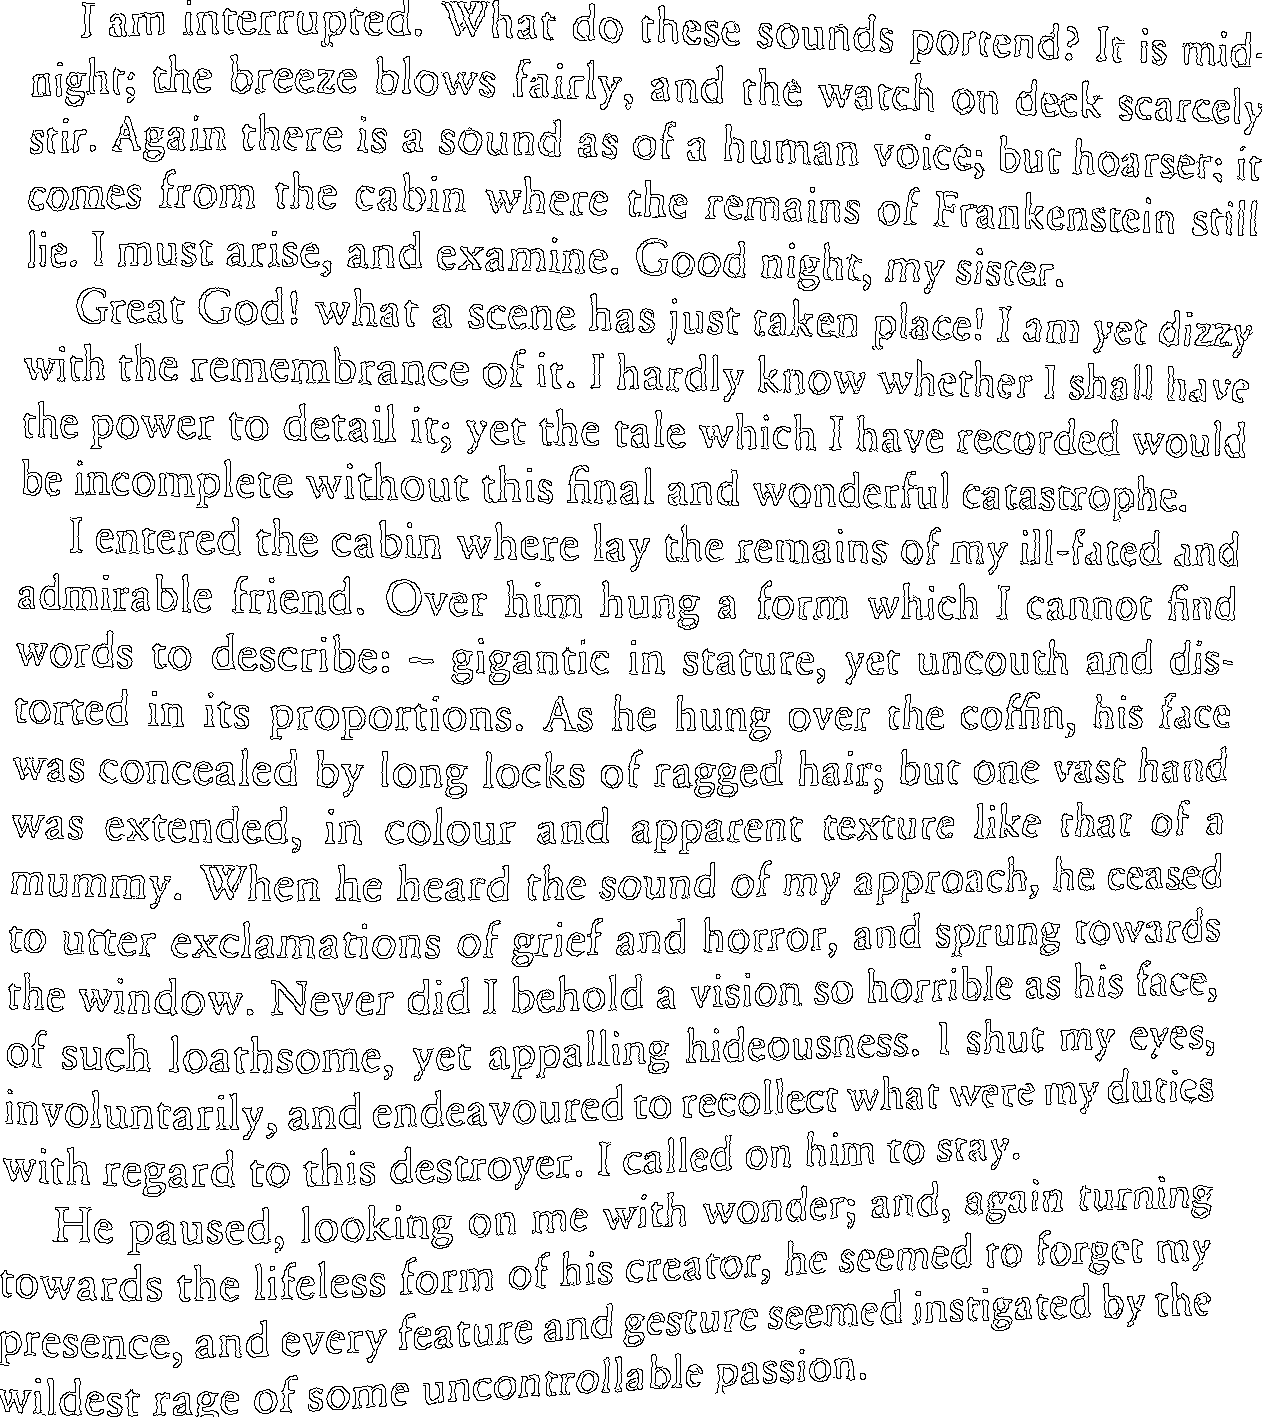 I am interrupted. What do these sounds portend? It is mid-
night; the breeze blows fairly, and the watch on deck scarcely
stir. Again there is a sound as of a human voice; but hoarser: it
comes from the cabin where the remains of Frankenstein still
lie. I must arise, and examine. Good night, my sister.
Great God! what a scene has just taken place! I am yet dizzy
with the remembrance of it. I hardly know whether I shall have
the power to detail it; yet the tale which I have recorded would
be incomplete without this final and wonderful catastrophe.
I entered the cabin where lay the remains of my ill-fated and
admirable friend. Over him hung a form which I cannot find
words to describe: – gigantic in stature, yet uncouth and dis-
torted in its proportions. As he hung over the coffin, his face
was concealed by long locks of ragged hair; but one vast hand
was extended, in colour and apparent texture like that of a
mummy. When he heard the sound of my approach, he ceased
to utter exclamations of grief and horror, and sprung towards
the window. Never did I behold a vision so horrible as his face,
of such loathsome, yet appalling hideousness. I shut my eyes,
involuntarily, and endeavoured to recollect what were my duties
with regard to this destroyer. I called on him to stay.
He paused, looking on me with wonder; and, again turning
towards the lifeless form of his creator, he seemed to forget my
presence, and every feature and gesture seemed instigated by the
wildest rage of some uncontrollable passion.